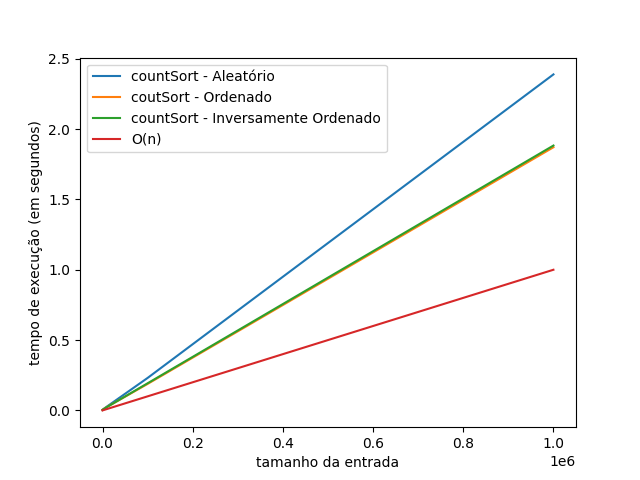 countSort - Aleatório
coutSort - Ordenado
countSort - Inversamente Ordenado
O(n)
tempo de execução (em segundos)
2.5
2.0
1.5
1.0
0.5
0.0
0.0 0.2 0.4 0.6 0.8 1.0
1e6
tamanho da entrada